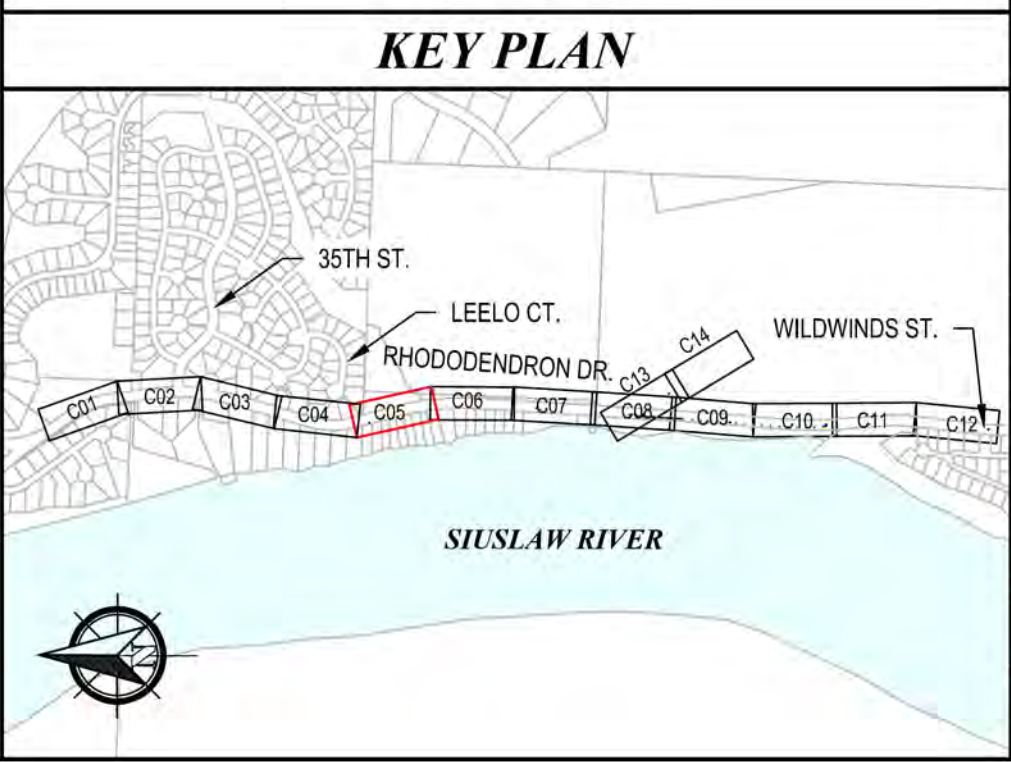 KEY PLAN
35TH ST.
LEELO CT.
RHODODENDRON DR.
WILDWINDS ST.
C01
C02
C03
C04
C05
C06
C07
C08
C13
C14
C09
C10
C11
C12
SIUSLAW RIVER
N